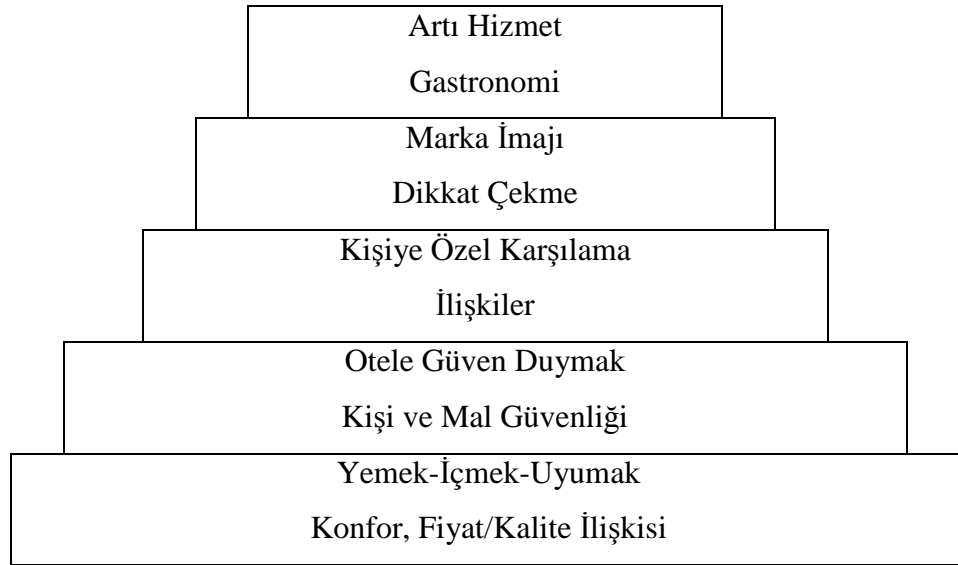 Artı Hizmet
Gastronomi
Marka İmajı
Dikkat Çekme
Kişiye Özel Karşılama
İlişkiler
Otele Güven Duymak
Kişi ve Mal Güvenliği
Yemek-İçmek-Uyumak
Konfor, Fiyat/Kalite İlişkisi